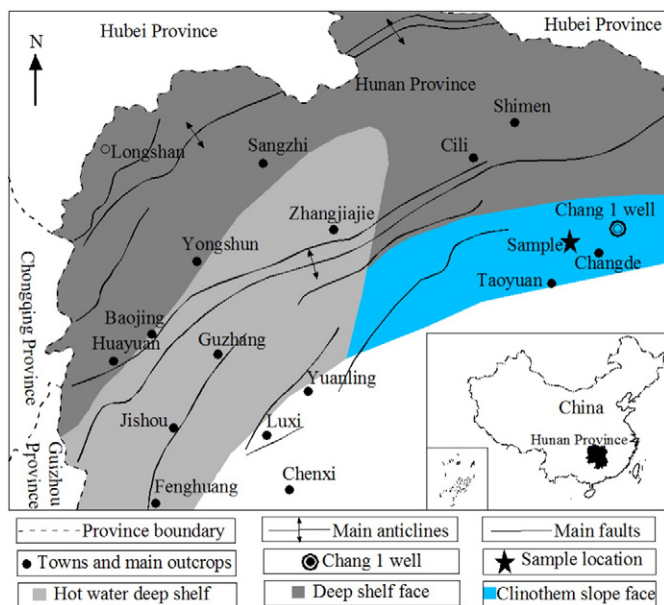 Hubei Province
Hubei Province
N
Hunan Province
Shimen
Longshan
Sangzhi
Cili
Zhangjiajie
Chang 1 well
Sample
Yongshun
Changde
Taoyuan
Chongqing Province
Baojing
Huayuan
Guzhang
Yuanling
China
Hunan Province
Jishou
Luxi
Guizhou
Province
Chenxi
Fenghuang
Province boundary
Main anticlines
Main faults
Towns and main outcrops
Chang 1 well
Sample location
Hot water deep shelf
Deep shelf face
Clinothem slope face